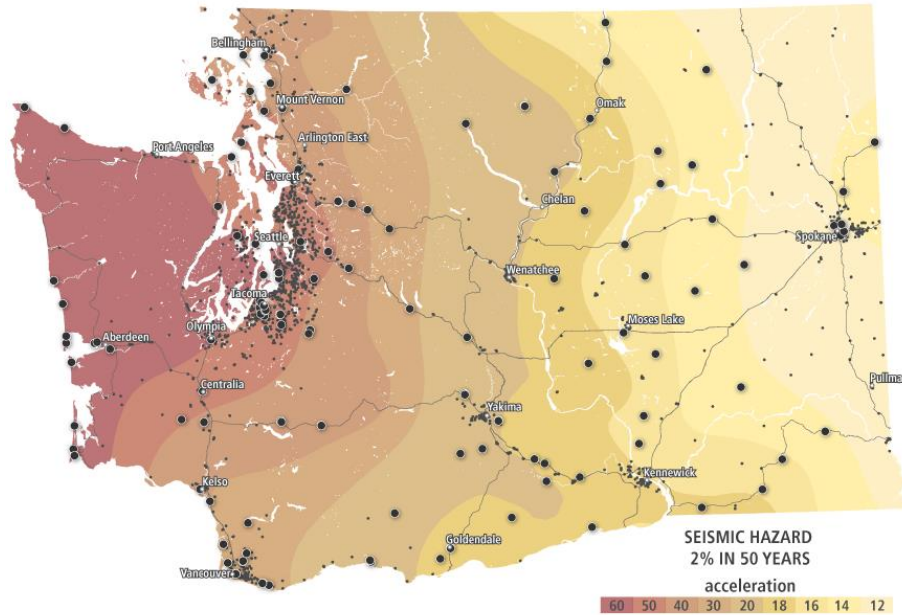 Bellingham
Mount Vernon
Omak
Arlington East
Port Angeles
Everett
Chelan
Seattle
Spokane
Wenatchee
Tacoma
Moses Lake
Olympia
Aberdeen
Centralia
Pullma
Yakima
Kelso
Kennewick
Goldendale
Vancouver
SEISMIC HAZARD
2% IN 50 YEARS
acceleration
60 50 40 30 20 18 16 14 12